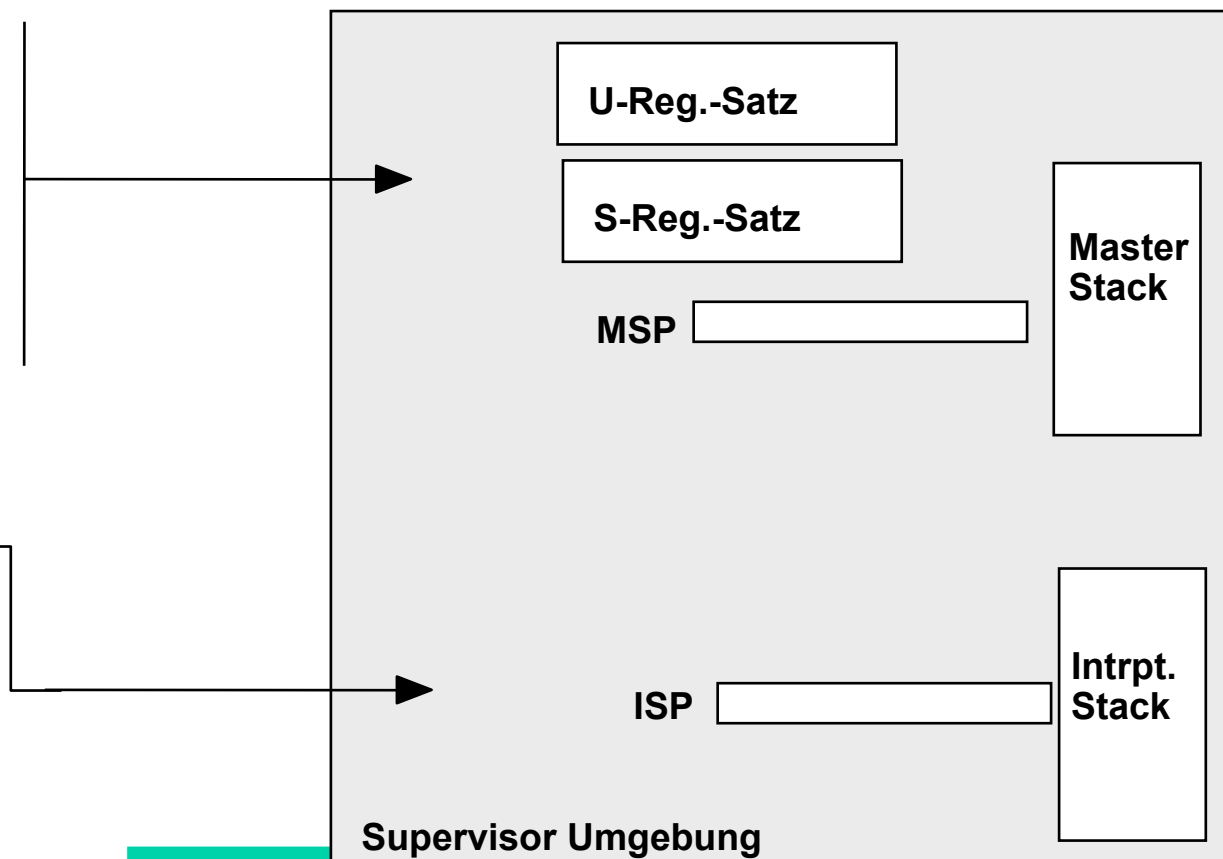 U-Reg.-Satz
S-Reg.-Satz
Master
Stack
MSP
Intrpt.
Stack
ISP
Supervisor Umgebung